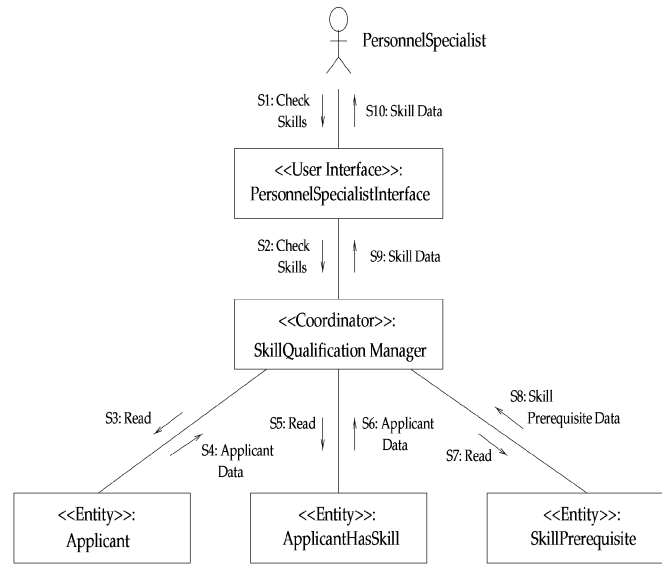 PersonnelSpecialist
S1: Check
Skills
S10: Skill Data
<<User Interface>>:
PersonnelSpecialistInterface
S2: Check
Skills
S9: Skill Data
<<Coordinator>>:
SkillQualification Manager
S3: Read
S4: Applicant
Data
S5: Read
S6: Applicant
Data
S8: Skill
Prerequisite Data
S7: Read
<<Entity>>:
Applicant
<<Entity>>:
ApplicantHasSkill
<<Entity>>:
SkillPrerequisite